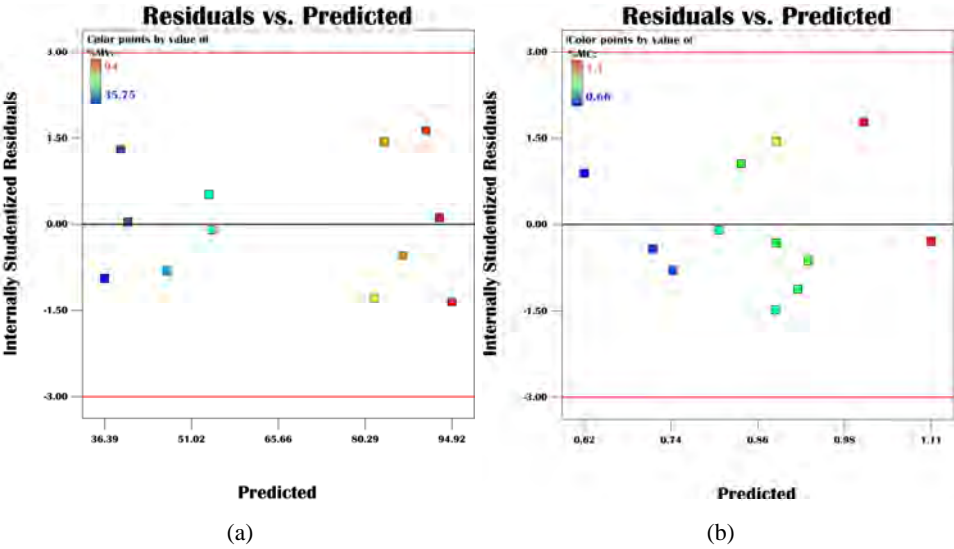 Residuals vs. Predicted
Color points by value of
94
35.75
3.00
1.50
0.00
-1.50
-3.00
Internally Studentized Residuals
36.39
51.02
65.66
80.29
94.92
Predicted
(a)
Residuals vs. Predicted
Color points by value of
%MC:
1.1
0.66
3.00
1.50
0.00
-1.50
-3.00
Internally Studentized Residuals
0.62
0.74
0.86
0.98
1.11
Predicted
(b)